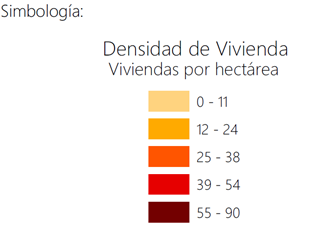 Simbología:
Densidad de Vivienda
Viviendas por hectárea
0 - 11
12 - 24
25 - 38
39 - 54
55 - 90